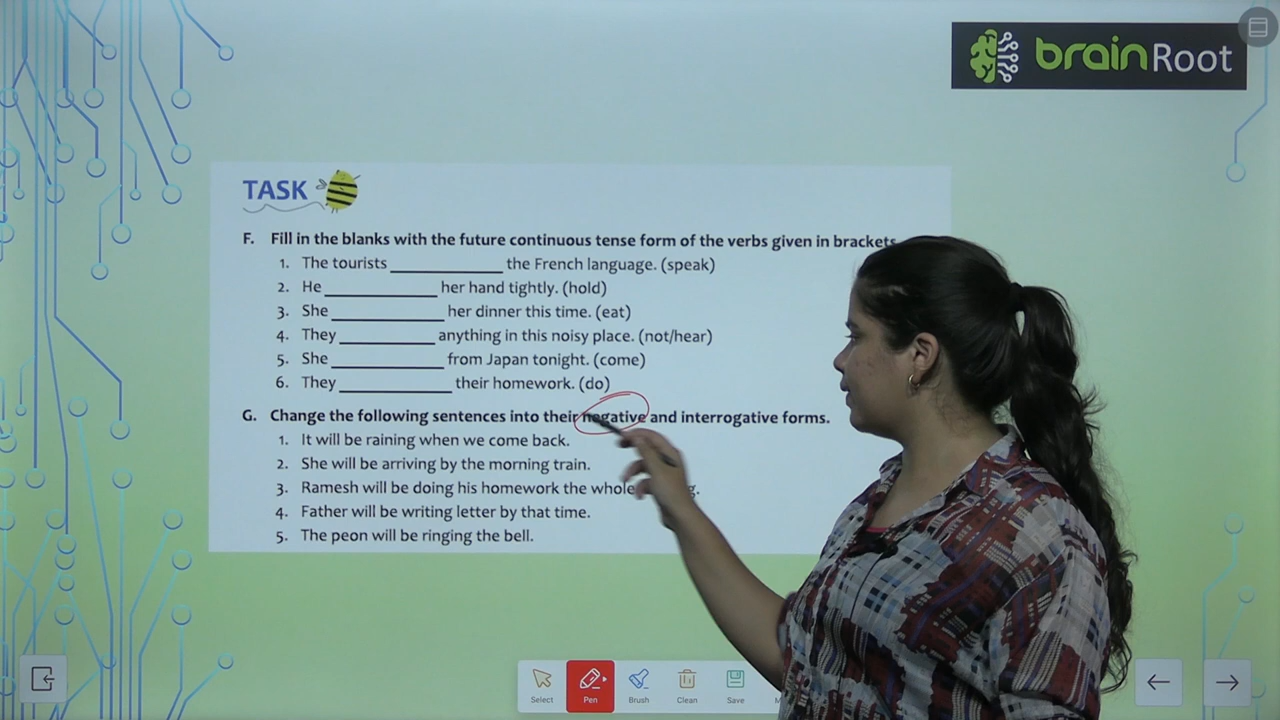 brainRoot
TASK
F. Fill in the blanks with the future continuous tense form of the verbs given in brackets
1. The tourists ____________ the French language. (speak)
2. He ____________ her hand tightly. (hold)
3. She ____________ her dinner this time. (eat)
4. They ____________ anything in this noisy place. (not/hear)
5. She ____________ from Japan tonight. (come)
6. They ____________ their homework. (do)
G. Change the following sentences into their negative and interrogative forms.
1. It will be raining when we come back.
2. She will be arriving by the morning train.
3. Ramesh will be doing his homework the whole
4. Father will be writing letter by that time.
5. The peon will be ringing the bell.
Select Pen Brush Clean Save